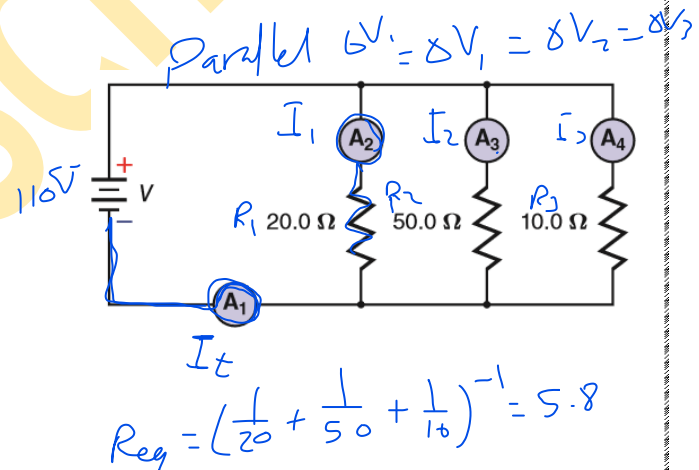 Parallel δV = δV₁ = δV₂ = δV₃
I₁ A₂ I₂ A₃ I₃ A₄
110V + V −
R₁ 20.0 Ω R₂ 50.0 Ω R₃ 10.0 Ω
A₁
It
Req = (1/20 + 1/50 + 1/10)⁻¹ = 5.8